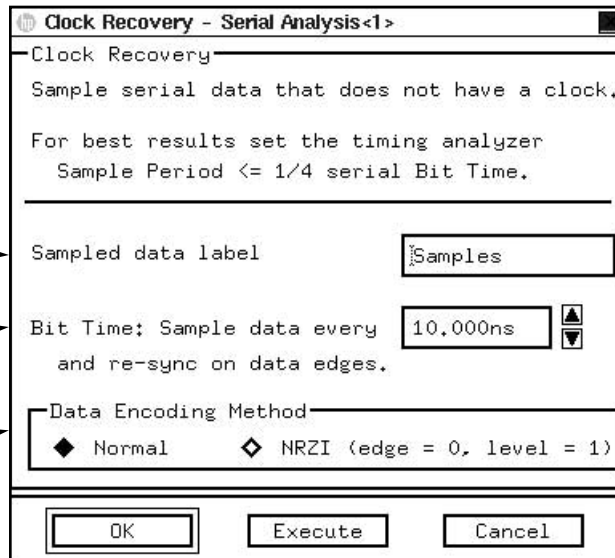 hp Clock Recovery - Serial Analysis<1>
Clock Recovery
Sample serial data that does not have a clock.
For best results set the timing analyzer
Sample Period <= 1/4 serial Bit Time.
Sampled data label Samples
Bit Time: Sample data every 10.000ns
and re-sync on data edges.
Data Encoding Method
Normal NRZI (edge = 0, level = 1)
OK Execute Cancel